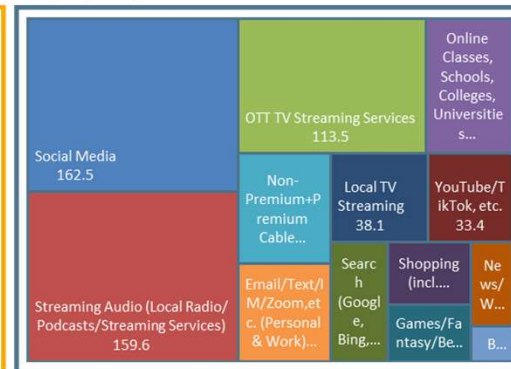 Social Media
162.5
Streaming Audio (Local Radio/
Podcasts/Streaming Services)
159.6
OTT TV Streaming Services
113.5
Online
Classes,
Schools,
Colleges,
Universitie
s...
Non-
Premium+P
remium
Cable...
Local TV
Streaming
38.1
YouTube/T
ikTok, etc.
33.4
Email/Text/I
M/Zoom,et
c. (Personal
& Work)...
Searc
h
(Googl
e,
Bing,...
Shopping
(incl....
Ne
ws/
W...
Games/Fa
ntasy/Be...
B...